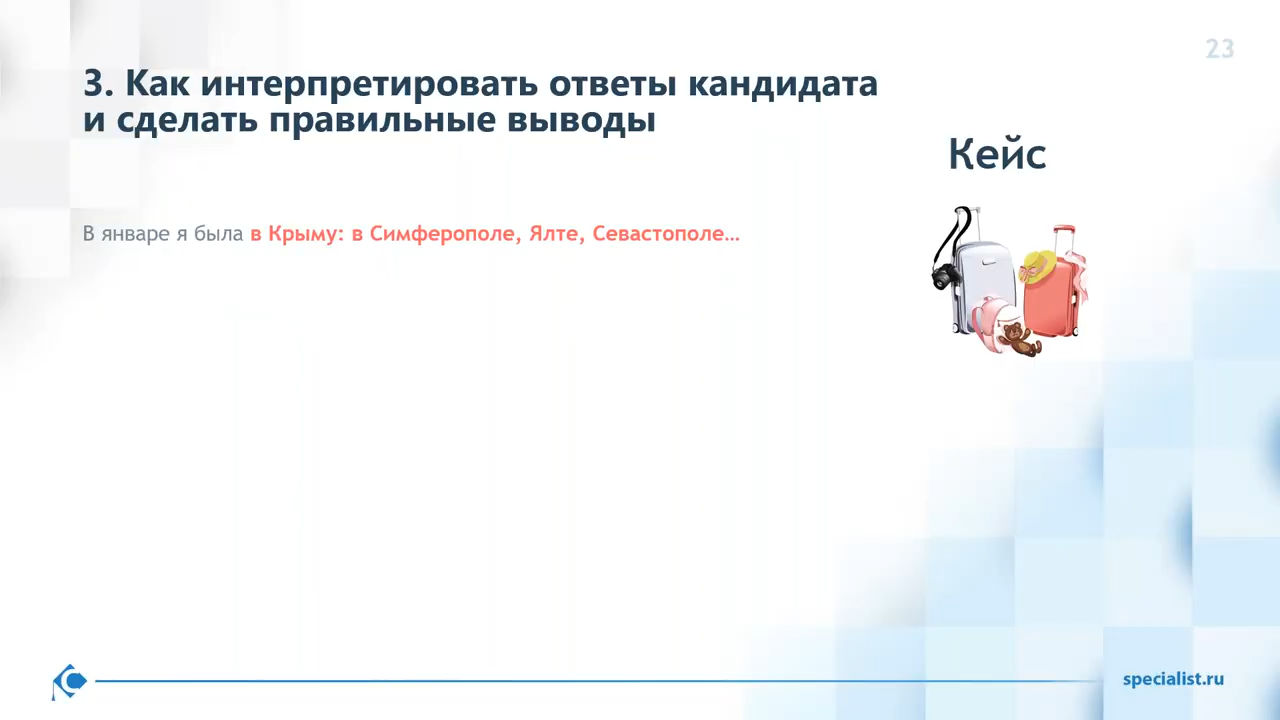 23
3. Как интерпретировать ответы кандидата
и сделать правильные выводы
Кейс
В январе я была в Крыму: в Симферополе, Ялте, Севастополе…
specialist.ru